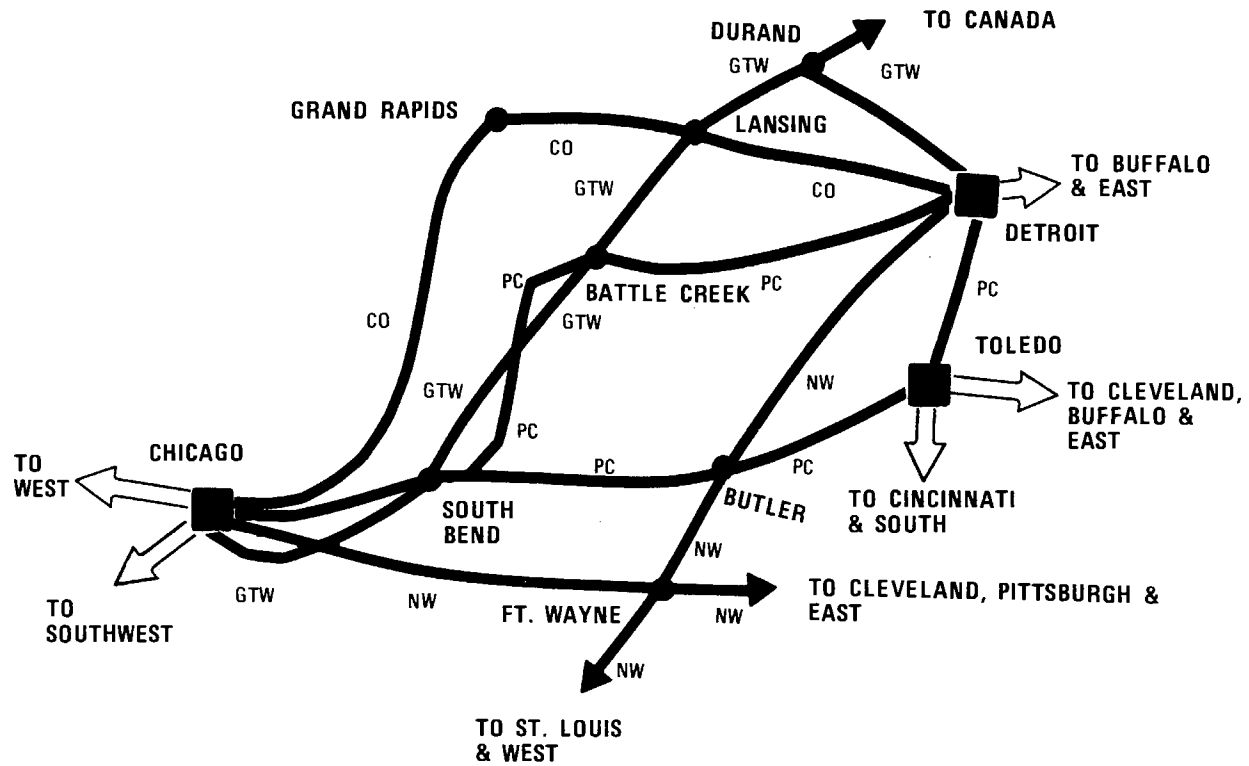 DURAND
TO CANADA
GTW
GTW
GRAND RAPIDS
LANSING
CO
TO BUFFALO
& EAST
GTW
CO
DETROIT
PC
BATTLE CREEK
PC
PC
CO
GTW
TOLEDO
GTW
NW
TO CLEVELAND,
BUFFALO &
EAST
PC
CHICAGO
PC
PC
TO
WEST
SOUTH
BEND
BUTLER
TO CINCINNATI
& SOUTH
NW
TO
SOUTHWEST
GTW
NW
FT. WAYNE
NW
TO CLEVELAND, PITTSBURGH &
EAST
NW
TO ST. LOUIS
& WEST